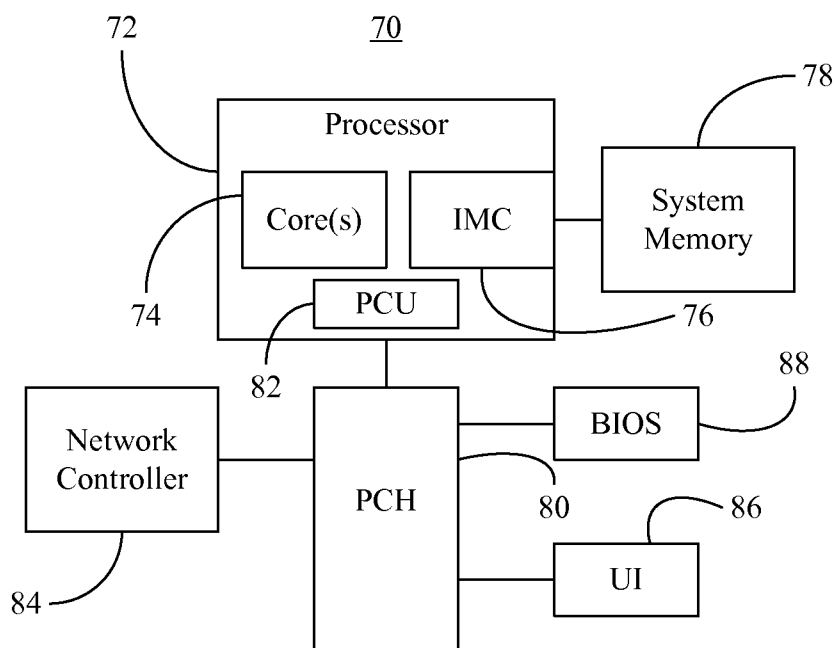 70
72
78
Processor
Core(s)
IMC
System
Memory
74
PCU
76
82
88
Network
Controller
BIOS
PCH
80
86
84
UI